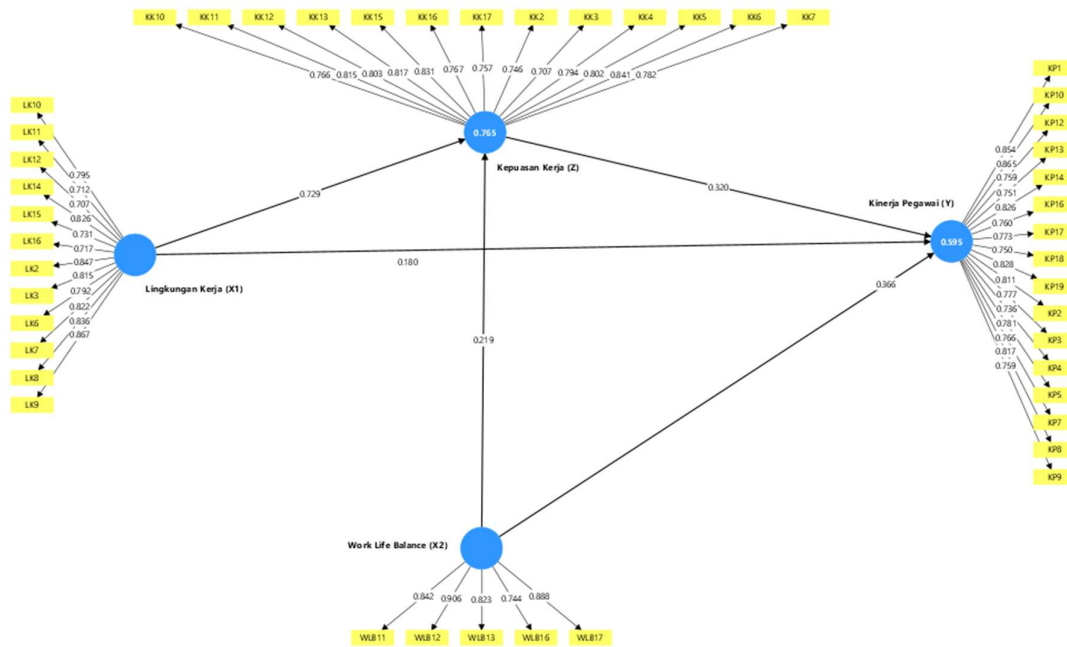 KK10 KK11 KK12 KK13 KK15 KK16 KK17 KK2 KK3 KK4 KK5 KK6 KK7
0.766 0.815 0.803 0.817 0.831 0.767 0.757 0.746 0.707 0.794 0.802 0.841 0.782
0.765
Kepuasan Kerja (Z)
LK10
LK11
LK12
LK14
LK15
LK16
LK2
LK3
LK6
LK7
LK8
LK9
0.795
0.712
0.707
0.826
0.731
0.717
0.847
0.815
0.792
0.822
0.836
0.867
Lingkungan Kerja (X1)
0.729
0.180
0.219
0.320
0.366
Kinerja Pegawai (Y)
0.595
0.854
0.865
0.759
0.751
0.826
0.760
0.773
0.750
0.828
0.811
0.777
0.736
0.781
0.766
0.817
0.759
KP1
KP10
KP12
KP13
KP14
KP16
KP17
KP18
KP19
KP2
KP3
KP4
KP5
KP7
KP8
KP9
Work Life Balance (X2)
0.842 0.906 0.823 0.744 0.888
WLB11 WLB12 WLB13 WLB16 WLB17